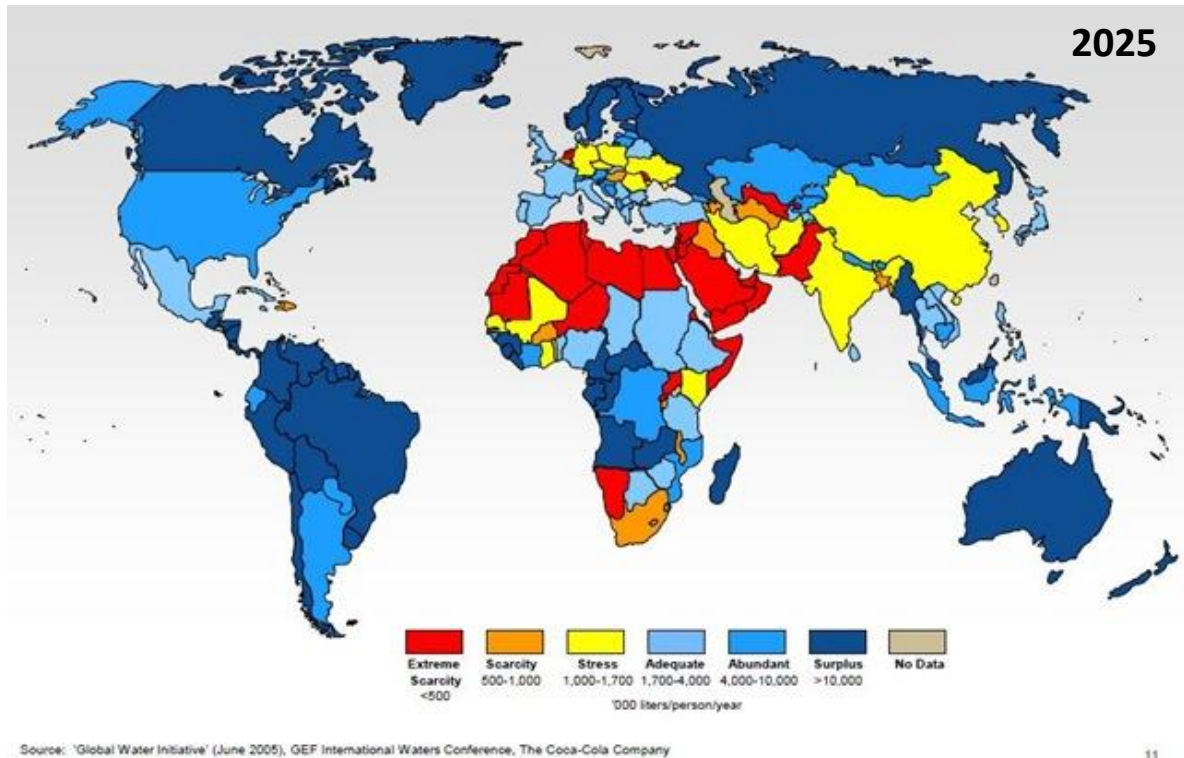 2025
Extreme Scarcity Stress Adequate Abundant Surplus No Data
Scarcity 500-1,000 1,000-1,700 1,700-4,000 4,000-10,000 >10,000
<500
'000 liters/person/year
Source: 'Global Water Initiative' (June 2005), GEF International Waters Conference, The Coca-Cola Company
11